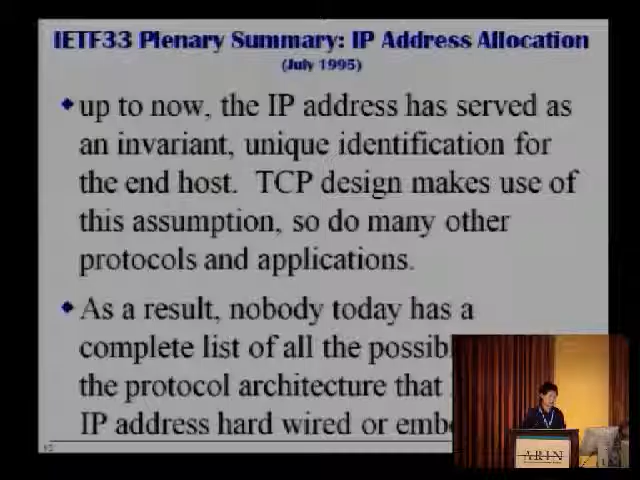 IETF33 Plenary Summary: IP Address Allocation
(July 1995)
up to now, the IP address has served as
an invariant, unique identification for
the end host. TCP design makes use of
this assumption, so do many other
protocols and applications.
As a result, nobody today has a
complete list of all the
the protocol architecture that
IP address hard wired or
ARIN